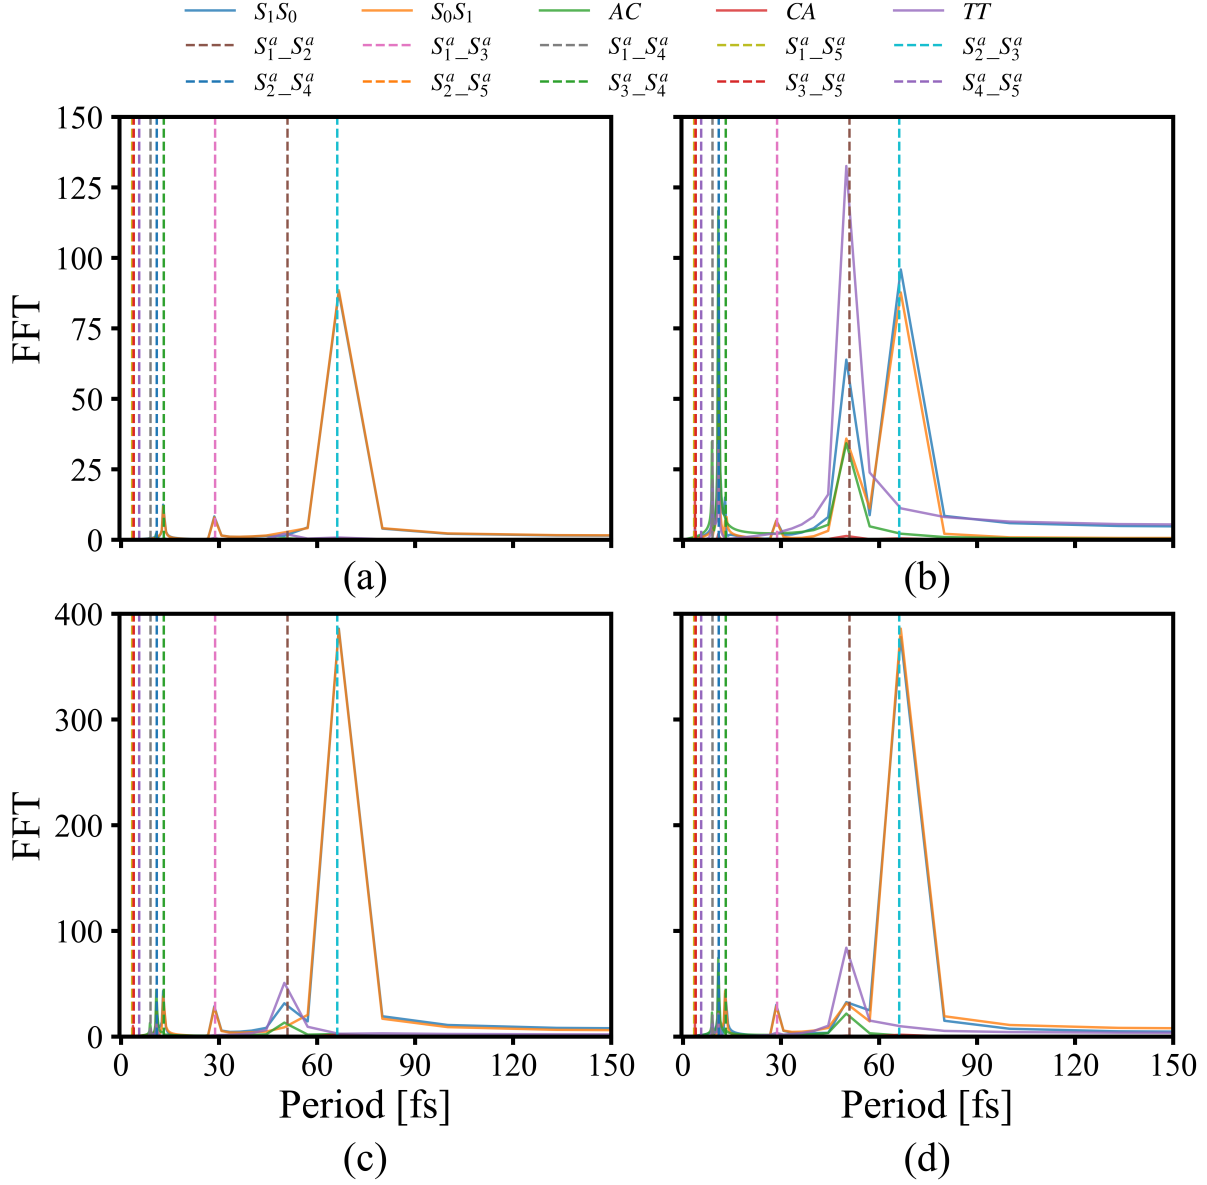 S₁S₀ S₀S₁ AC CA TT
S₁ᵃ_S₂ᵃ S₁ᵃ_S₃ᵃ S₁ᵃ_S₄ᵃ S₁ᵃ_S₅ᵃ S₂ᵃ_S₃ᵃ
S₂ᵃ_S₄ᵃ S₂ᵃ_S₅ᵃ S₃ᵃ_S₄ᵃ S₃ᵃ_S₅ᵃ S₄ᵃ_S₅ᵃ
150
125
100
75
50
25
0
FFT
(a) (b)
400
300
200
100
0
FFT
0 30 60 90 120 150 0 30 60 90 120 150
Period [fs] Period [fs]
(c) (d)